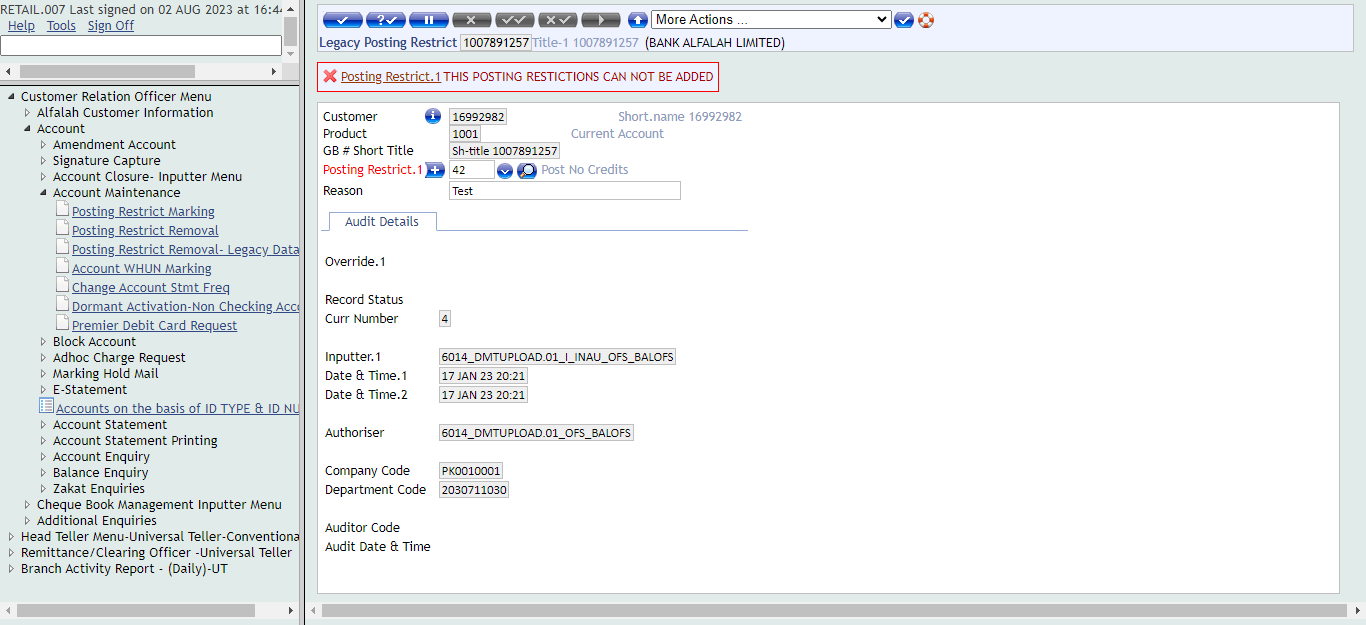 RETAIL.007 Last signed on 02 AUG 2023 at 16:4
Help Tools Sign Off
Customer Relation Officer Menu
Alfalah Customer Information
Account
Amendment Account
Signature Capture
Account Closure- Inputter Menu
Account Maintenance
Posting Restrict Marking
Posting Restrict Removal
Posting Restrict Removal- Legacy Data
Account WHUN Marking
Change Account Stmt Freq
Dormant Activation-Non Checking Acco
Premier Debit Card Request
Block Account
Adhoc Charge Request
Marking Hold Mail
E-Statement
Accounts on the basis of ID TYPE & ID NU
Account Statement
Account Statement Printing
Account Enquiry
Balance Enquiry
Zakat Enquiries
Cheque Book Management Inputter Menu
Additional Enquiries
Head Teller Menu-Universal Teller-Conventiona
Remittance/Clearing Officer -Universal Teller
Branch Activity Report - (Daily)-UT
More Actions ...
Legacy Posting Restrict 1007891257 Title-1 1007891257 (BANK ALFALAH LIMITED)
Posting Restrict.1 THIS POSTING RESTICTIONS CAN NOT BE ADDED
Customer 16992982 Short.name 16992982
Product 1001 Current Account
GB # Short Title Sh-title 1007891257
Posting Restrict.1 42 Post No Credits
Reason Test
Audit Details
Override.1
Record Status
Curr Number 4
Inputter.1 6014_DMTUPLOAD.01_I_INAU_OFS_BALOFS
Date & Time.1 17 JAN 23 20:21
Date & Time.2 17 JAN 23 20:21
Authoriser 6014_DMTUPLOAD.01_OFS_BALOFS
Company Code PK0010001
Department Code 2030711030
Auditor Code
Audit Date & Time